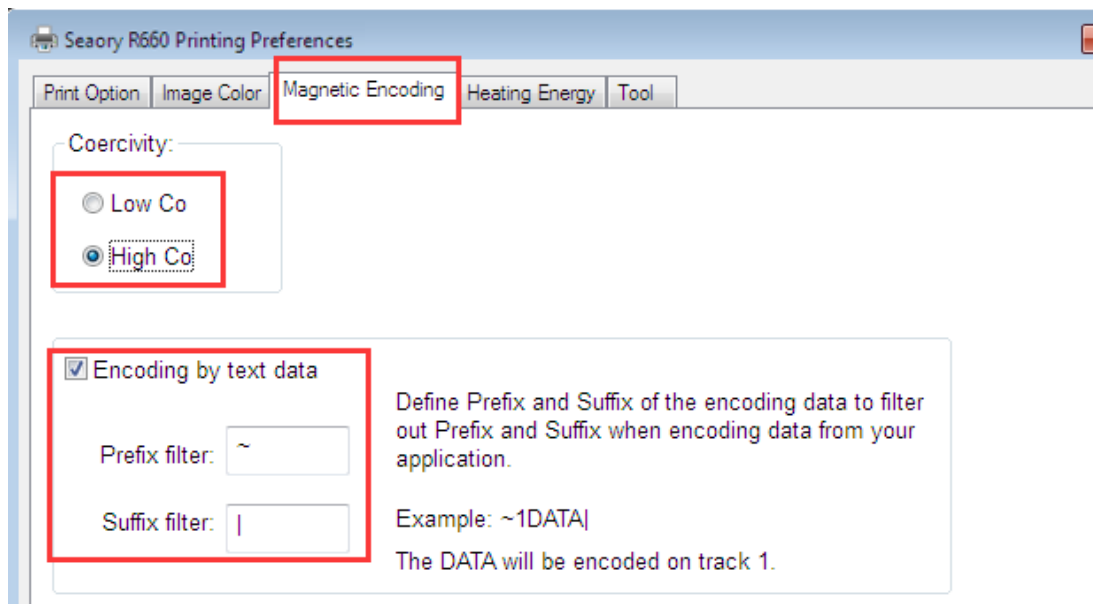 Seaory R660 Printing Preferences
Print Option Image Color Magnetic Encoding Heating Energy Tool
Coercivity:
Low Co
High Co
Encoding by text data
Define Prefix and Suffix of the encoding data to filter
out Prefix and Suffix when encoding data from your
application.
Prefix filter: ~
Suffix filter: |
Example: ~1DATA|
The DATA will be encoded on track 1.